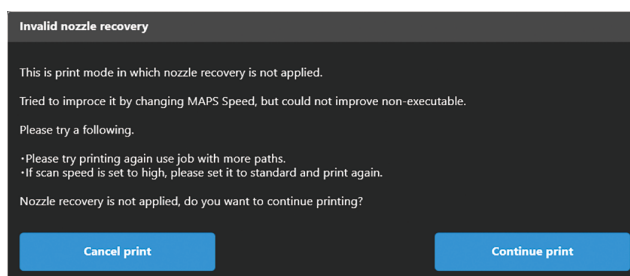 Invalid nozzle recovery
This is print mode in which nozzle recovery is not applied.
Tried to improce it by changing MAPS Speed, but could not improve non-executable.
Please try a following.
・Please try printing again use job with more paths.
・If scan speed is set to high, please set it to standard and print again.
Nozzle recovery is not applied, do you want to continue printing?
Cancel print
Continue print